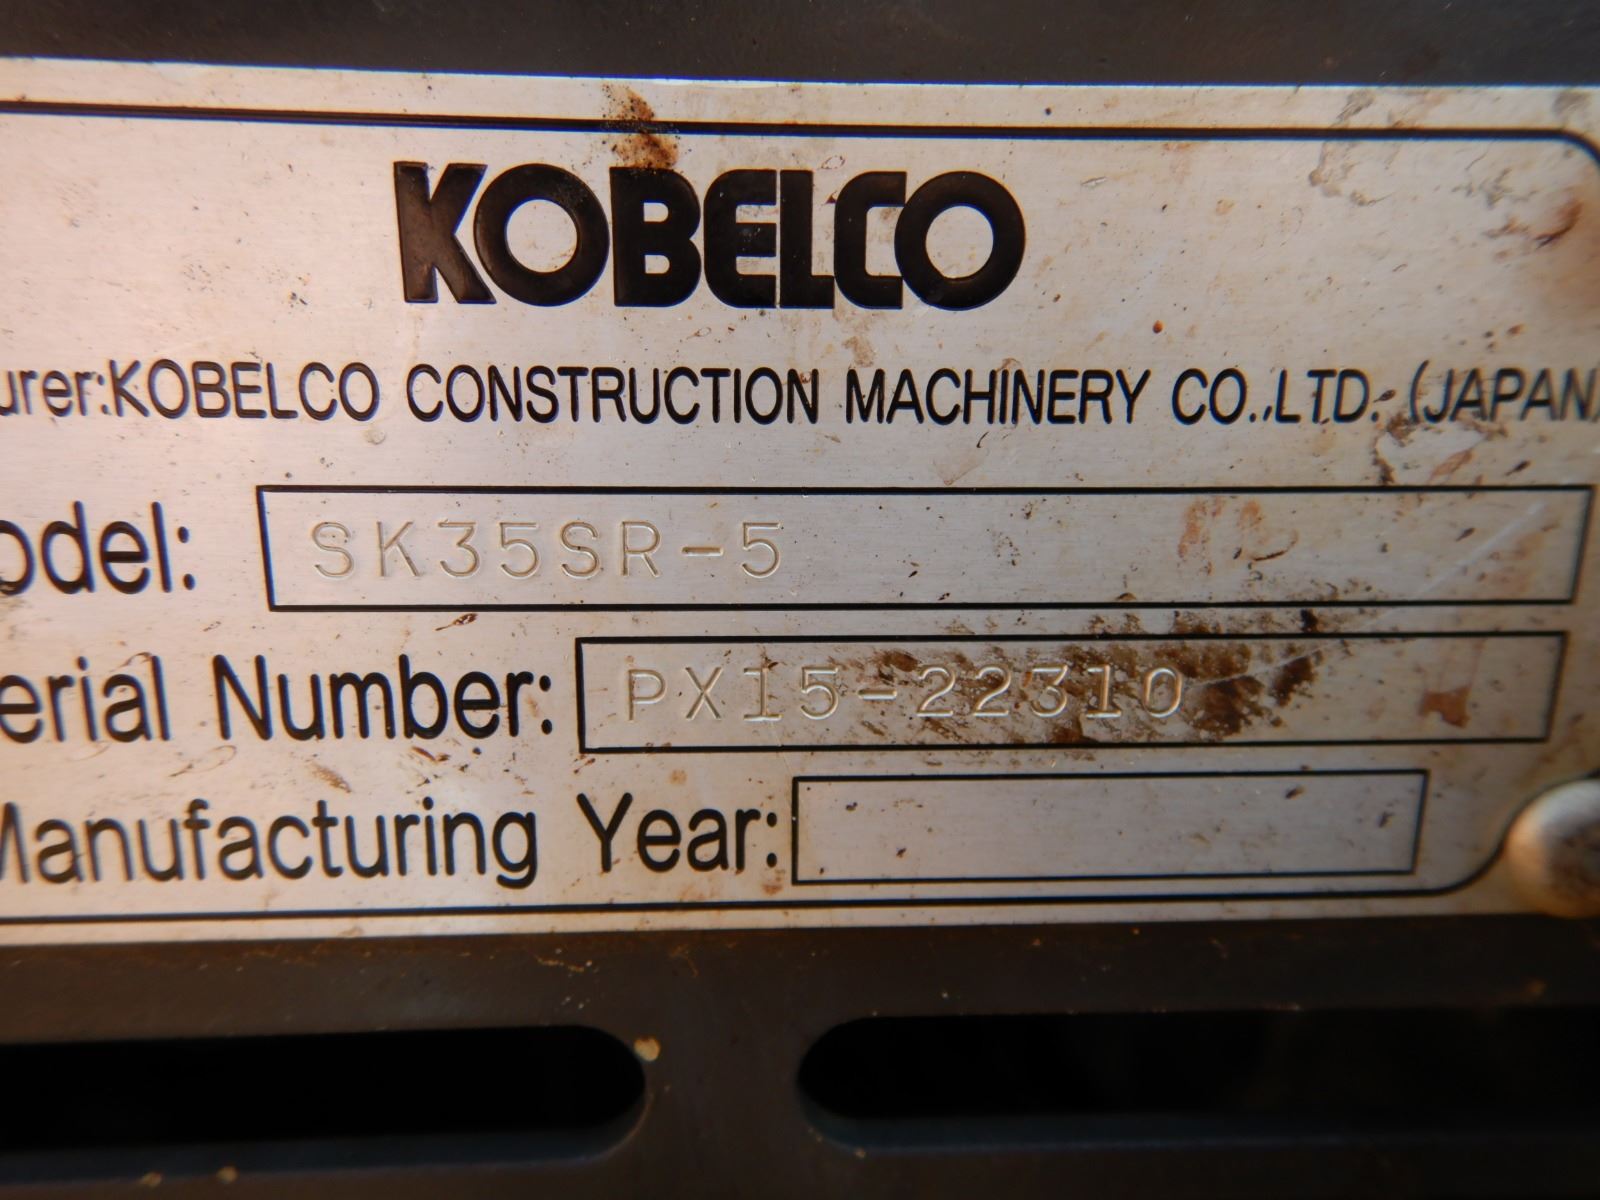 KOBELCO
urer:KOBELCO CONSTRUCTION MACHINERY CO.,LTD. (JAPAN)
odel: SK35SR-5
erial Number: PX15-22310
Manufacturing Year: